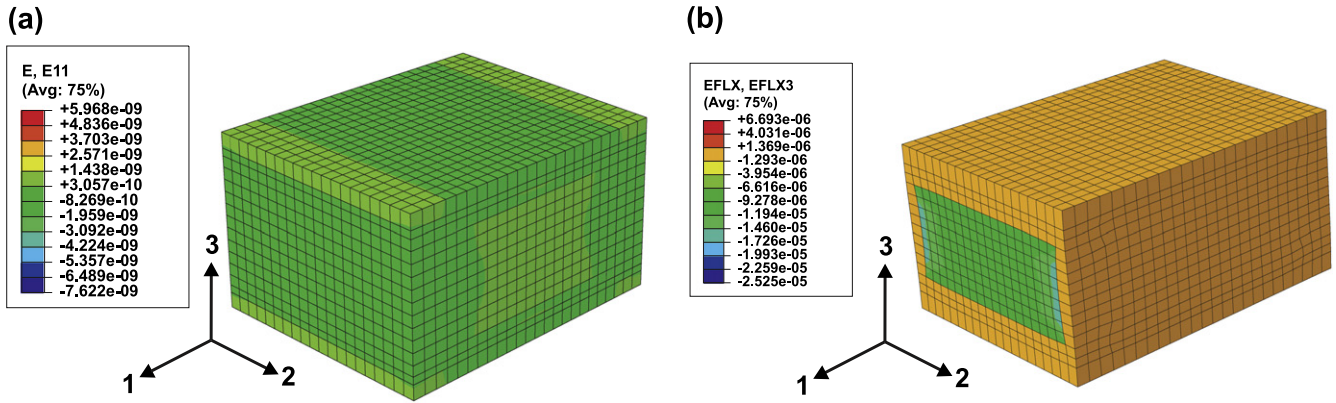 (a)
E, E11
(Avg: 75%)
+5.968e-09
+4.836e-09
+3.703e-09
+2.571e-09
+1.438e-09
+3.057e-10
-8.269e-10
-1.959e-09
-3.092e-09
-4.224e-09
-5.357e-09
-6.489e-09
-7.622e-09
3
1
2
(b)
EFLX, EFLX3
(Avg: 75%)
+6.693e-06
+4.031e-06
+1.369e-06
-1.293e-06
-3.954e-06
-6.616e-06
-9.278e-06
-1.194e-05
-1.460e-05
-1.726e-05
-1.993e-05
-2.259e-05
-2.525e-05
3
1
2